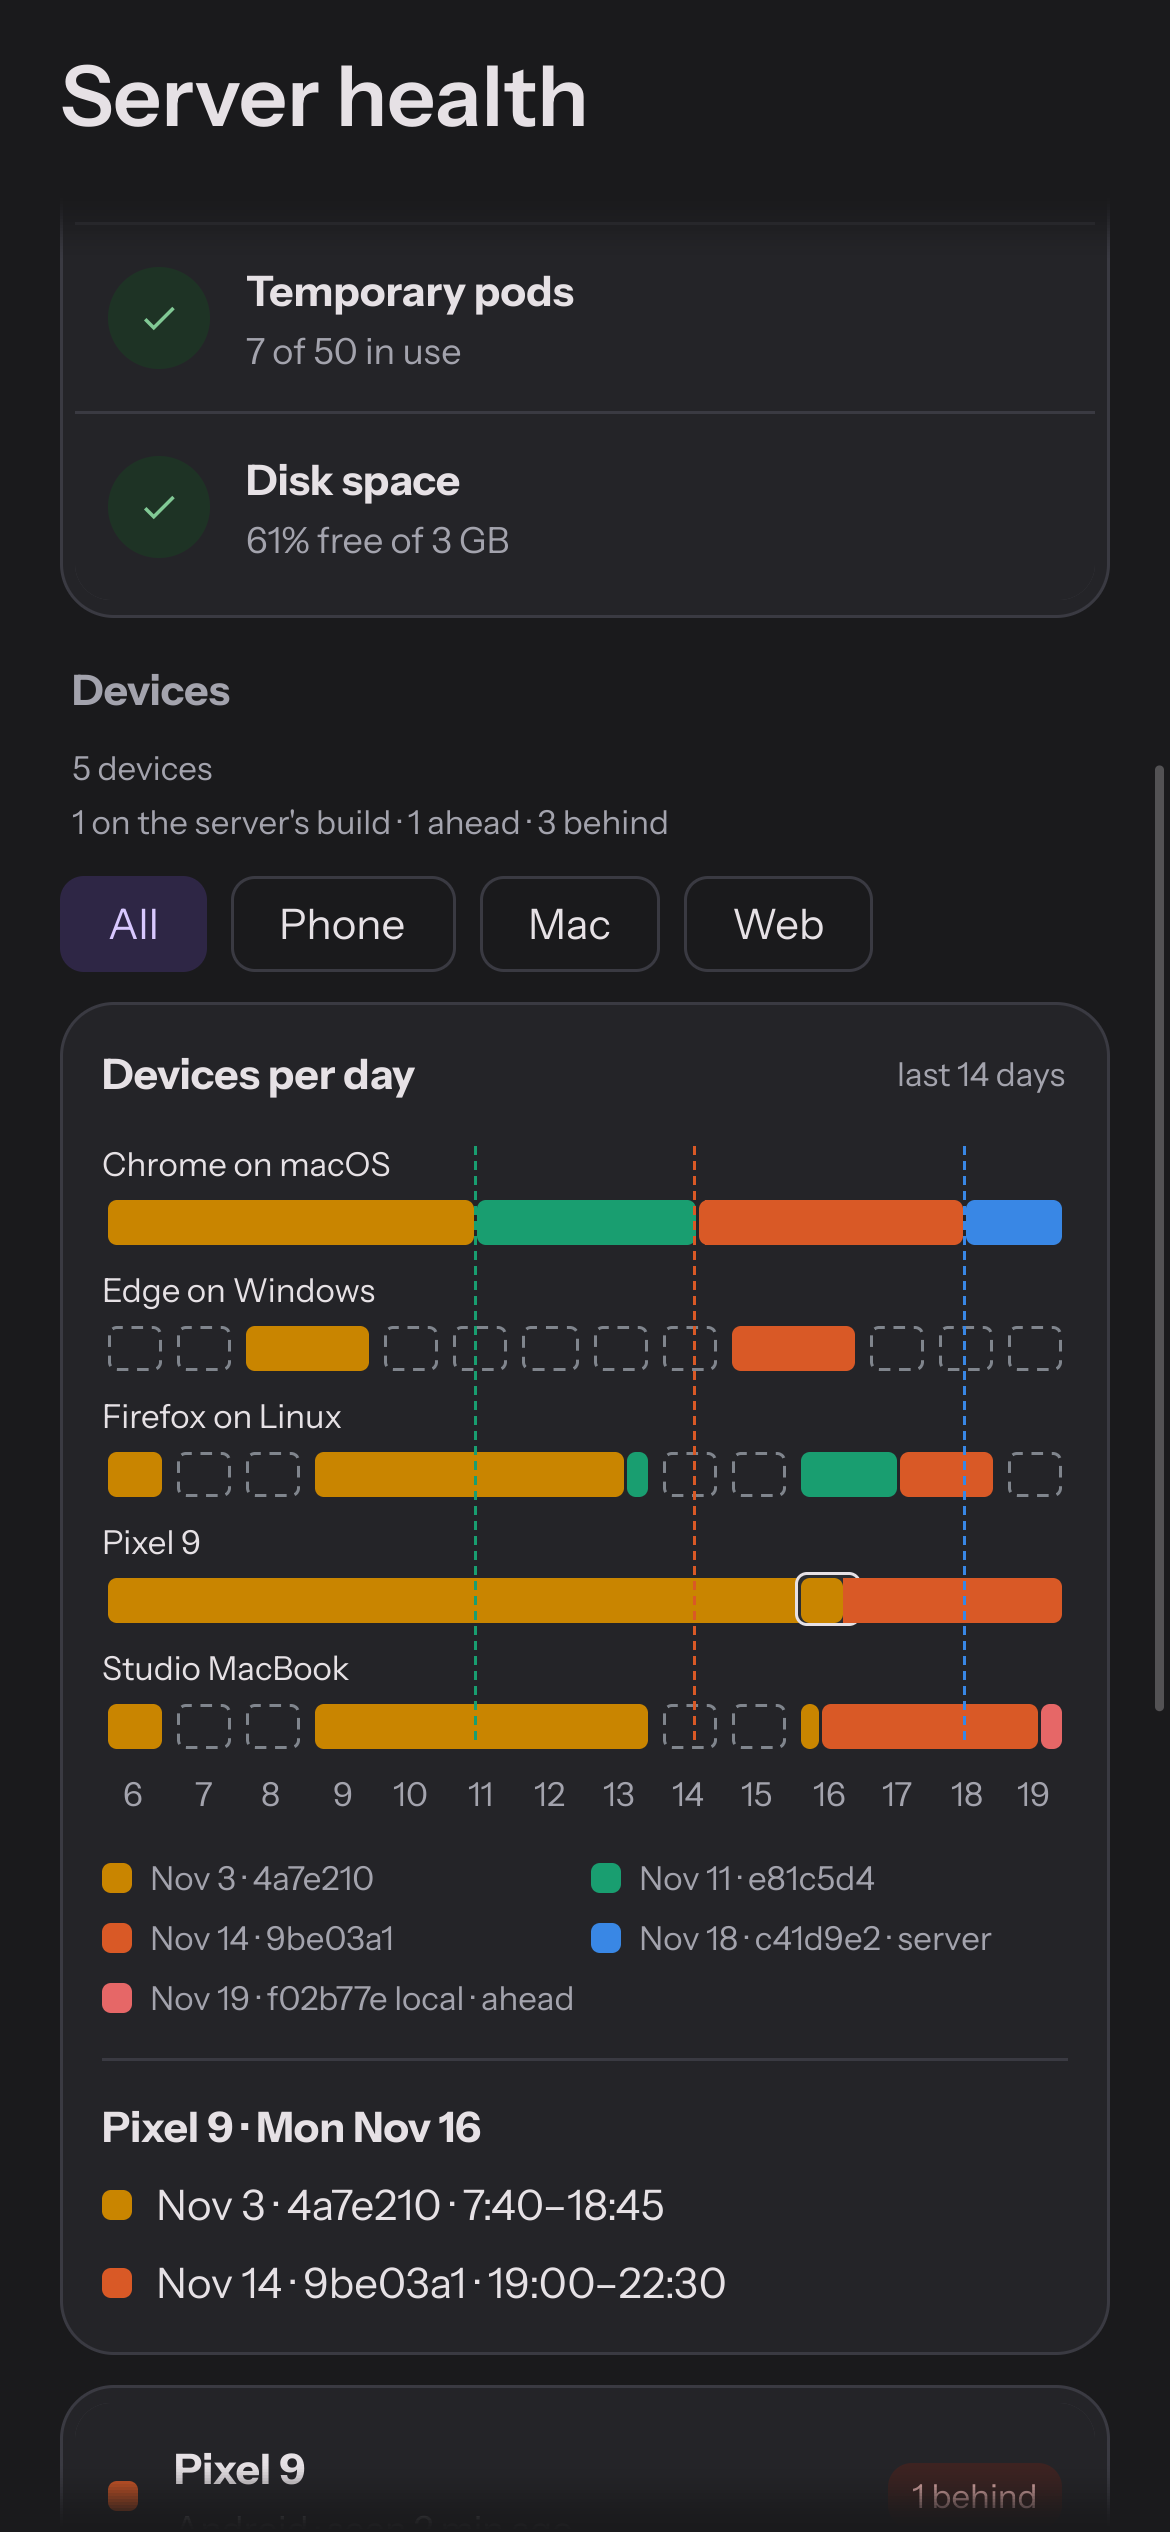 Server health
Temporary pods
7 of 50 in use
Disk space
61% free of 3 GB
Devices
5 devices
1 on the server's build · 1 ahead · 3 behind
All
Phone
Mac
Web
Devices per day
last 14 days
Chrome on macOS
Edge on Windows
Firefox on Linux
Pixel 9
Studio MacBook
6 7 8 9 10 11 12 13 14 15 16 17 18 19
Nov 3 · 4a7e210
Nov 11 · e81c5d4
Nov 14 · 9be03a1
Nov 18 · c41d9e2 · server
Nov 19 · f02b77e local · ahead
Pixel 9 · Mon Nov 16
Nov 3 · 4a7e210 · 7:40–18:45
Nov 14 · 9be03a1 · 19:00–22:30
Pixel 9
1 behind